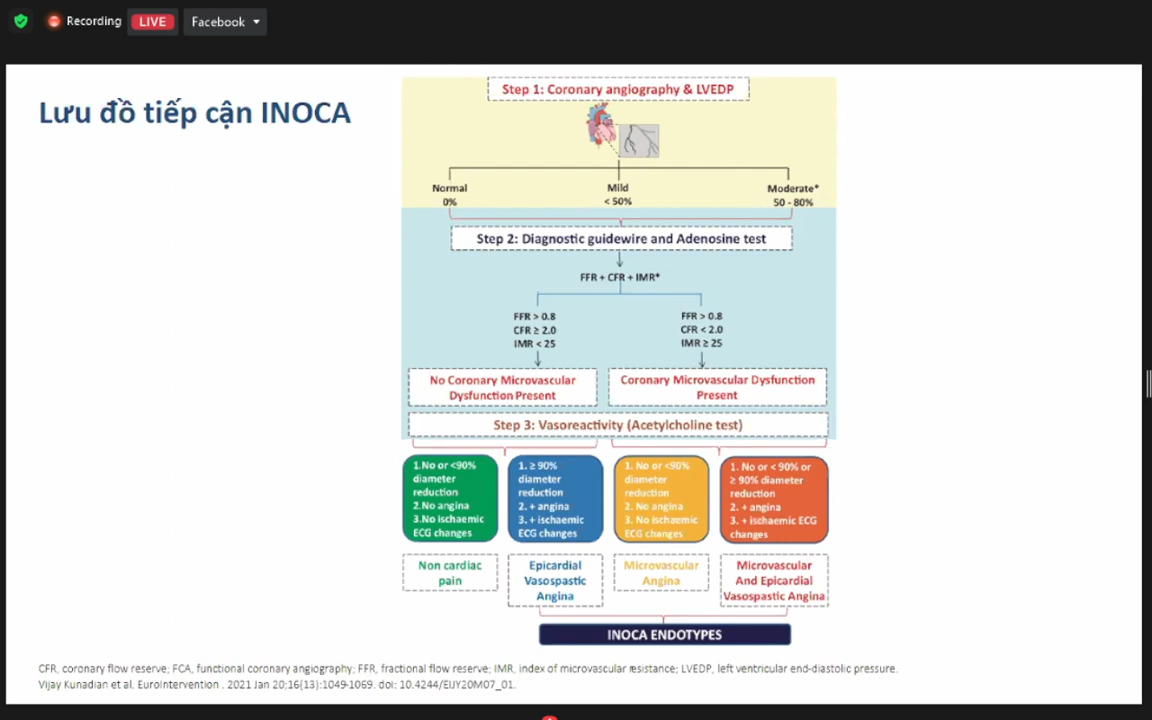 Recording LIVE Facebook
Lưu đồ tiếp cận INOCA
Step 1: Coronary angiography & LVEDP
Normal
0%
Mild
< 50%
Moderate*
50 - 80%
Step 2: Diagnostic guidewire and Adenosine test
FFR + CFR + IMR*
FFR > 0.8
CFR ≥ 2.0
IMR < 25
FFR > 0.8
CFR < 2.0
IMR ≥ 25
No Coronary Microvascular
Dysfunction Present
Coronary Microvascular Dysfunction
Present
Step 3: Vasoreactivity (Acetylcholine test)
1.No or <90%
diameter
reduction
2.No angina
3.No ischaemic
ECG changes
1. ≥ 90%
diameter
reduction
2. + angina
3. + ischaemic
ECG changes
1. No or <90%
diameter
reduction
2. No angina
3. No ischaemic
ECG changes
1. No or < 90% or
≥ 90% diameter
reduction
2. + angina
3. + ischaemic ECG
changes
Non cardiac
pain
Epicardial
Vasospastic
Angina
Microvascular
Angina
Microvascular
And Epicardial
Vasospastic Angina
INOCA ENDOTYPES
CFR, coronary flow reserve; FCA, functional coronary angiography; FFR, fractional flow reserve; IMR, index of microvascular resistance; LVEDP, left ventricular end-diastolic pressure.
Vijay Kunadian et al. EuroIntervention . 2021 Jan 20;16(13):1049-1069. doi: 10.4244/EIJY20M07_01.